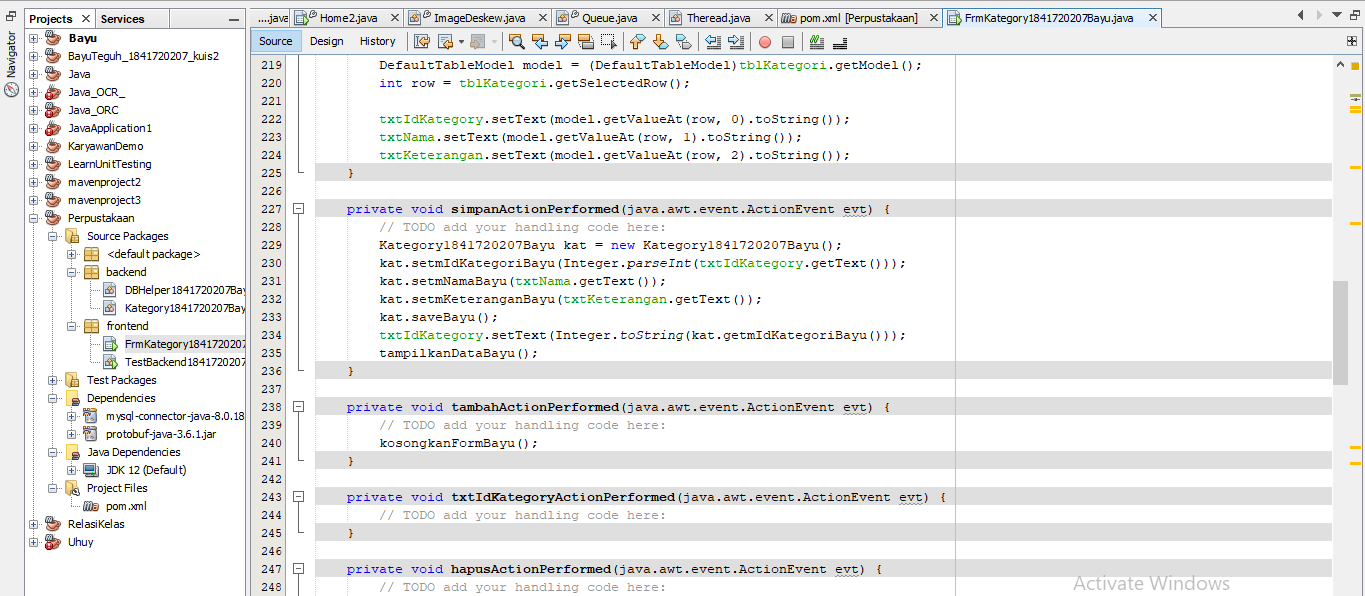 Projects
Services
....java
Home2.java
ImageDeskew.java
Queue.java
Theread.java
pom.xml [Perpustakaan]
FrmKategory1841720207Bayu.java
Source
Design
History
Navigator
Bayu
BayuTeguh_1841720207_kuis2
Java
Java_OCR_
Java_ORC
JavaApplication1
KaryawanDemo
LearnUnitTesting
mavenproject2
mavenproject3
Perpustakaan
Source Packages
<default package>
backend
DBHelper1841720207Bay
Kategory1841720207Bay
frontend
FrmKategory1841720207
TestBackend1841720207
Test Packages
Dependencies
mysql-connector-java-8.0.18
protobuf-java-3.6.1.jar
Java Dependencies
JDK 12 (Default)
Project Files
pom.xml
RelasiKelas
Uhuy
219 DefaultTableModel model = (DefaultTableModel)tblKategori.getModel();
220 int row = tblKategori.getSelectedRow();
221
222 txtIdKategory.setText(model.getValueAt(row, 0).toString());
223 txtNama.setText(model.getValueAt(row, 1).toString());
224 txtKeterangan.setText(model.getValueAt(row, 2).toString());
225 }
226
227 private void simpanActionPerformed(java.awt.event.ActionEvent evt) {
228 // TODO add your handling code here:
229 Kategory1841720207Bayu kat = new Kategory1841720207Bayu();
230 kat.setmIdKategoriBayu(Integer.parseInt(txtIdKategory.getText()));
231 kat.setmNamaBayu(txtNama.getText());
232 kat.setmKeteranganBayu(txtKeterangan.getText());
233 kat.saveBayu();
234 txtIdKategory.setText(Integer.toString(kat.getmIdKategoriBayu()));
235 tampilkanDataBayu();
236 }
237
238 private void tambahActionPerformed(java.awt.event.ActionEvent evt) {
239 // TODO add your handling code here:
240 kosongkanFormBayu();
241 }
242
243 private void txtIdKategoryActionPerformed(java.awt.event.ActionEvent evt) {
244 // TODO add your handling code here:
245 }
246
247 private void hapusActionPerformed(java.awt.event.ActionEvent evt) {
248 // TODO add your handling code here:
Activate Windows